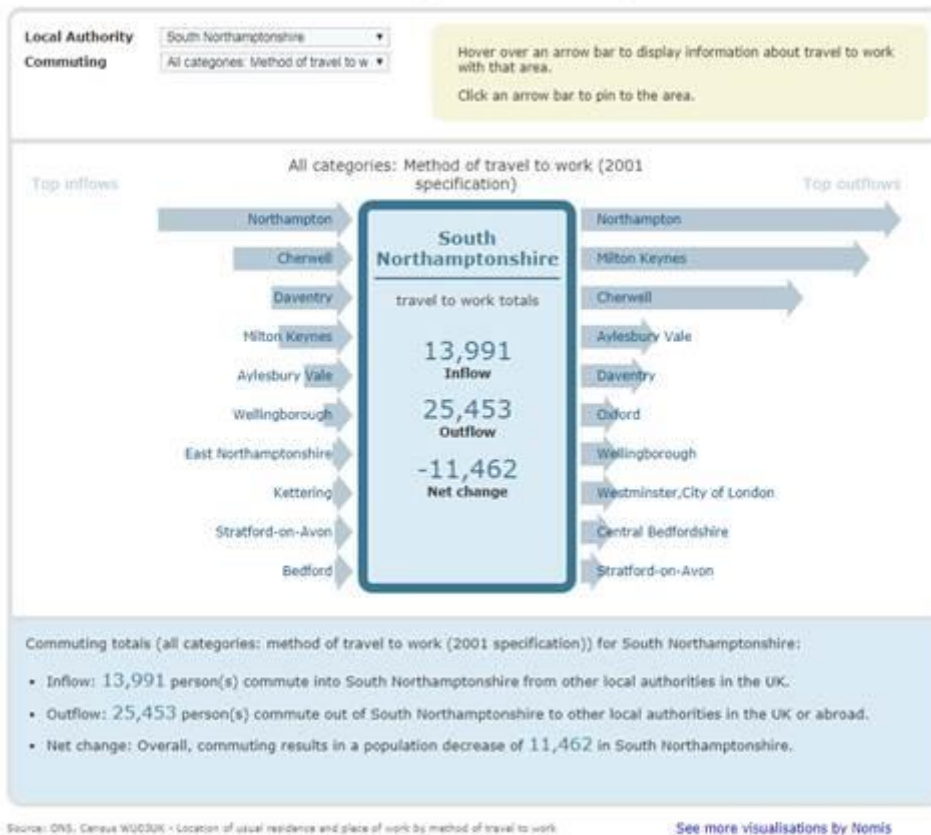 Local Authority South Northamptonshire
Commuting All categories: Method of travel to w
Hover over an arrow bar to display information about travel to work
with that area.
Click an arrow bar to pin to the area.
All categories: Method of travel to work (2001
specification)
Top inflows
Top outflows
Northampton
Cherwell
Daventry
Milton Keynes
Aylesbury Vale
Wellingborough
East Northamptonshire
Kettering
Stratford-on-Avon
Bedford
South
Northamptonshire
travel to work totals
13,991
Inflow
25,453
Outflow
-11,462
Net change
Northampton
Milton Keynes
Cherwell
Aylesbury Vale
Daventry
Oxford
Wellingborough
Westminster,City of London
Central Bedfordshire
Stratford-on-Avon
Commuting totals (all categories: method of travel to work (2001 specification)) for South Northamptonshire:
• Inflow: 13,991 person(s) commute into South Northamptonshire from other local authorities in the UK.
• Outflow: 25,453 person(s) commute out of South Northamptonshire to other local authorities in the UK or abroad.
• Net change: Overall, commuting results in a population decrease of 11,462 in South Northamptonshire.
Source: ONS, Census WU03UK - Location of usual residence and place of work by method of travel to work
See more visualisations by Nomis